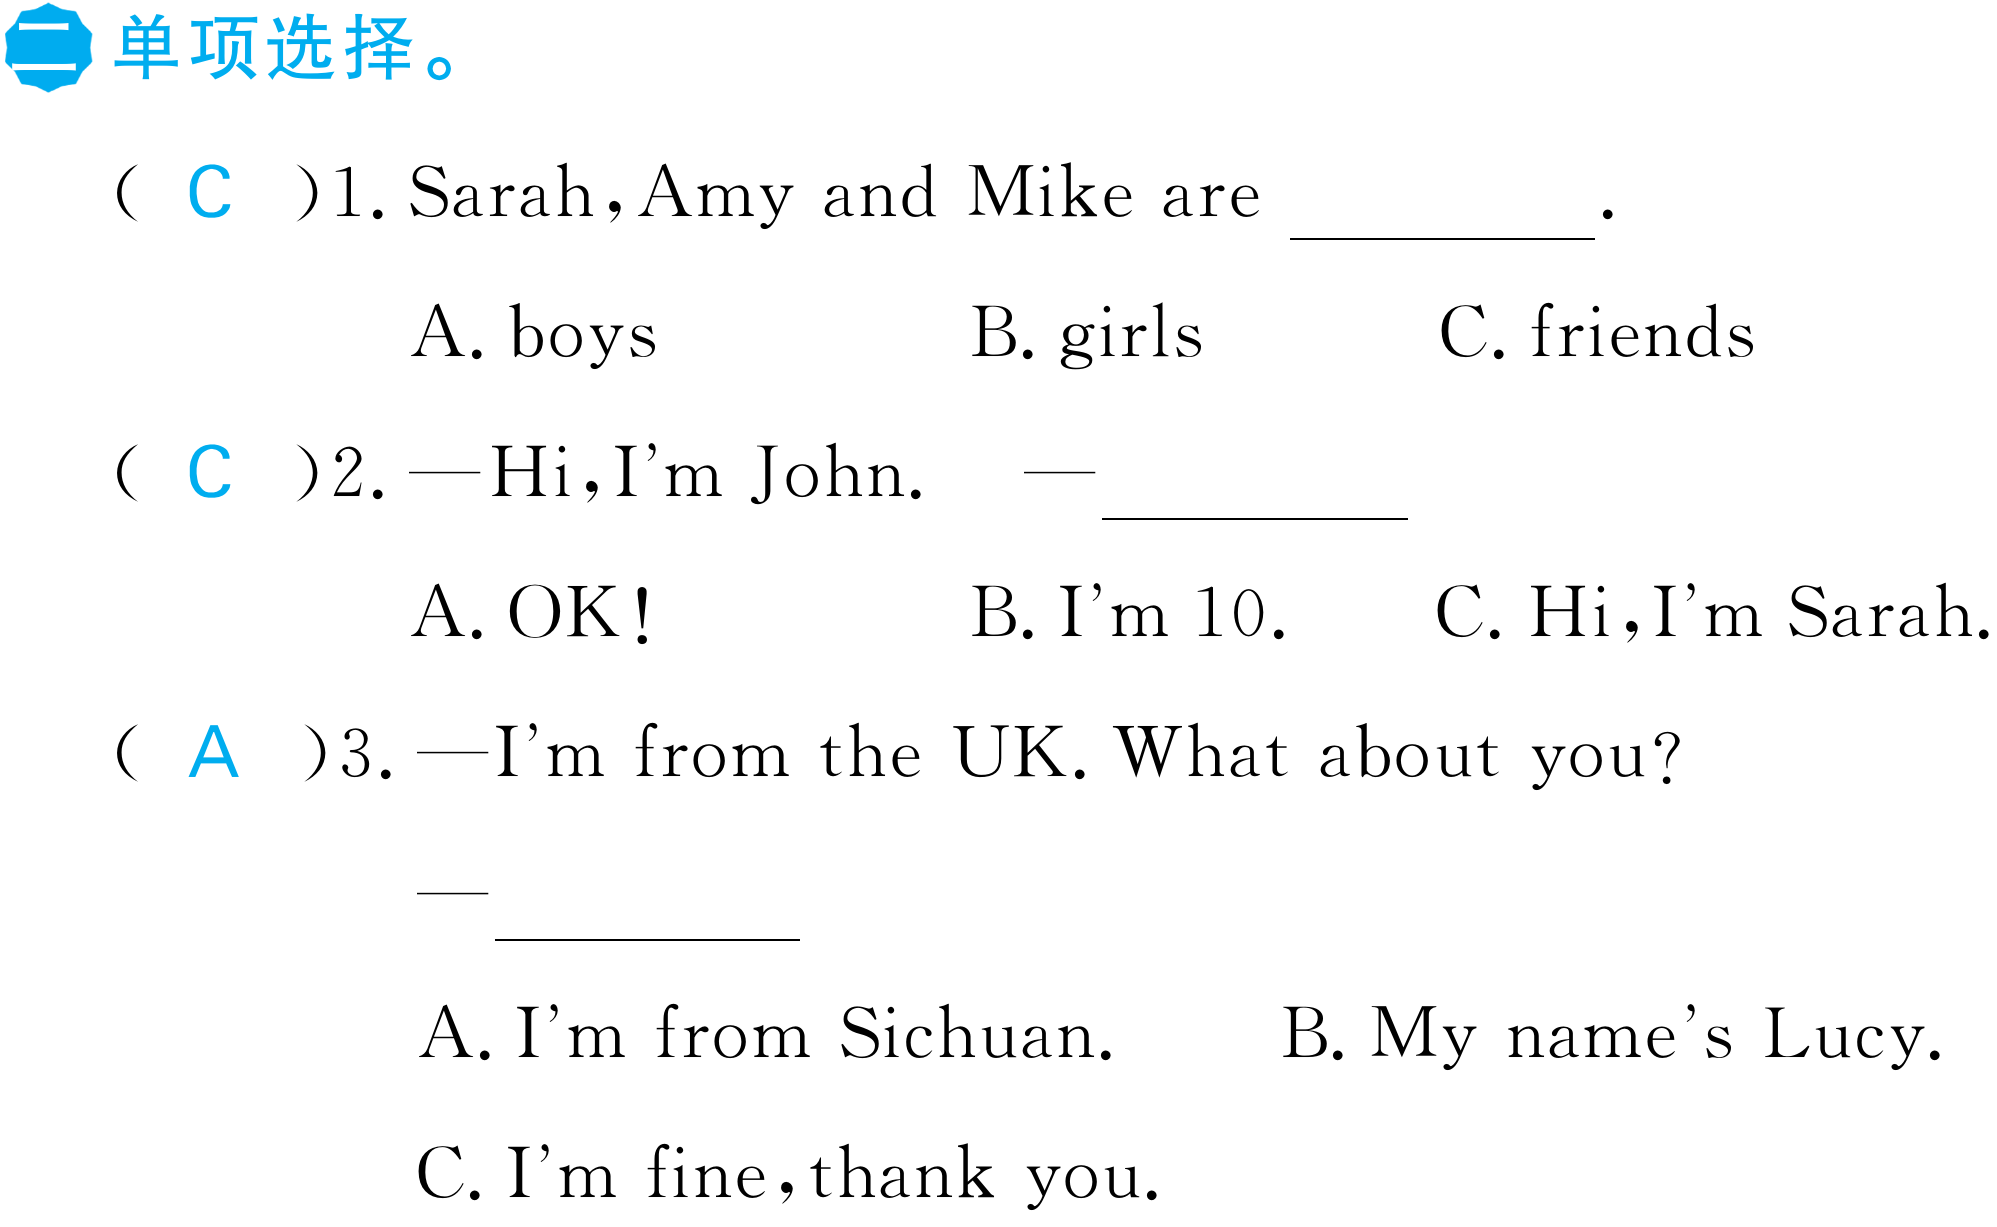 二 单项选择。
( C )1. Sarah, Amy and Mike are ________.
A. boys B. girls C. friends
( C )2. —Hi, I'm John. —________
A. OK! B. I'm 10. C. Hi, I'm Sarah.
( A )3. —I'm from the UK. What about you?
—________
A. I'm from Sichuan. B. My name's Lucy.
C. I'm fine, thank you.